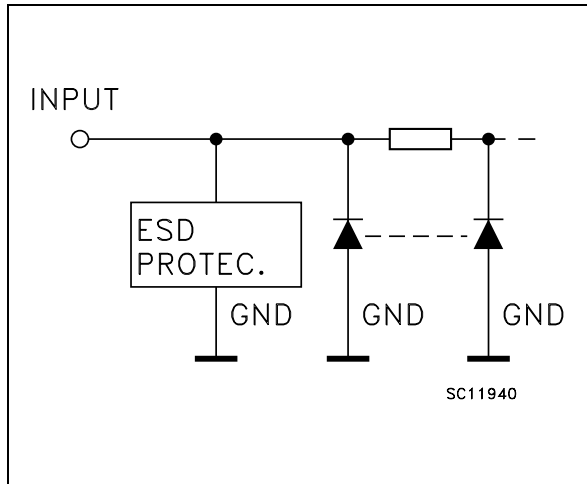 INPUT
ESD
PROTEC.
GND GND GND
SC11940